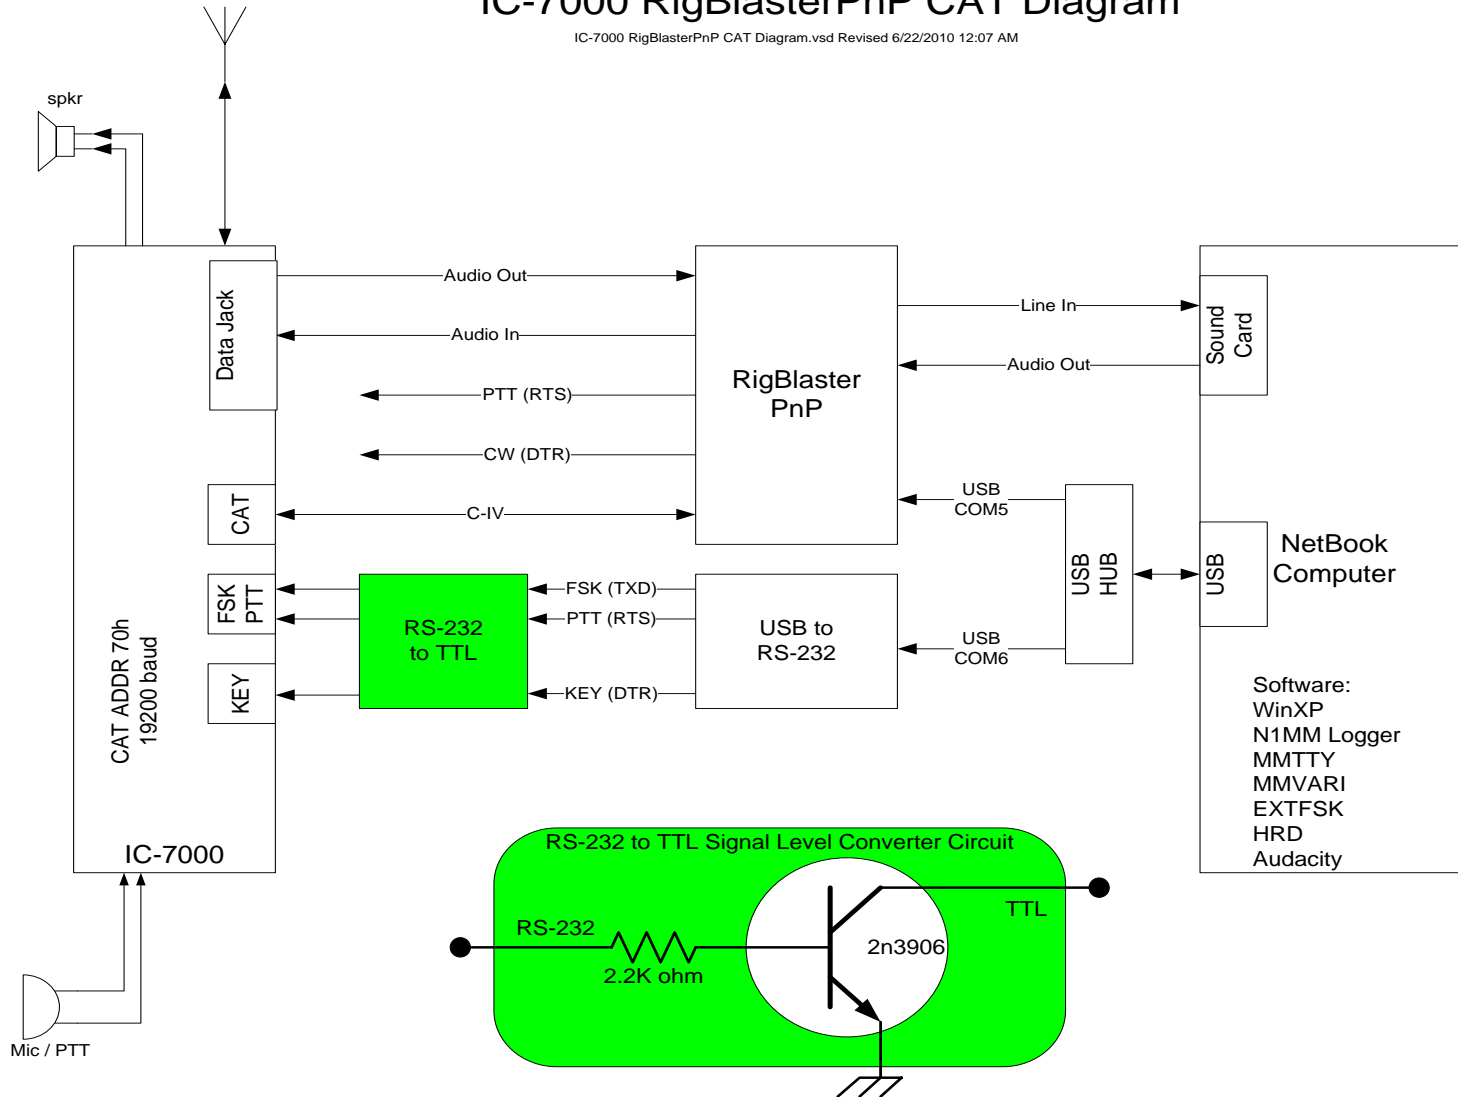 IC-7000 RigBlasterPnP CAT Diagram
IC-7000 RigBlasterPnP CAT Diagram.vsd Revised 6/22/2010 12:07 AM
spkr
Data Jack
Audio Out
Audio In
PTT (RTS)
CW (DTR)
C-IV
CAT
FSK
PTT
KEY
CAT ADDR 70h
19200 baud
IC-7000
Mic / PTT
RigBlaster
PnP
Line In
Audio Out
Sound
Card
USB
COM5
USB
HUB
USB
USB
COM6
NetBook
Computer
RS-232
to TTL
FSK (TXD)
PTT (RTS)
KEY (DTR)
USB to
RS-232
Software:
WinXP
N1MM Logger
MMTTY
MMVARI
EXTFSK
HRD
Audacity
RS-232 to TTL Signal Level Converter Circuit
RS-232
2.2K ohm
2n3906
TTL